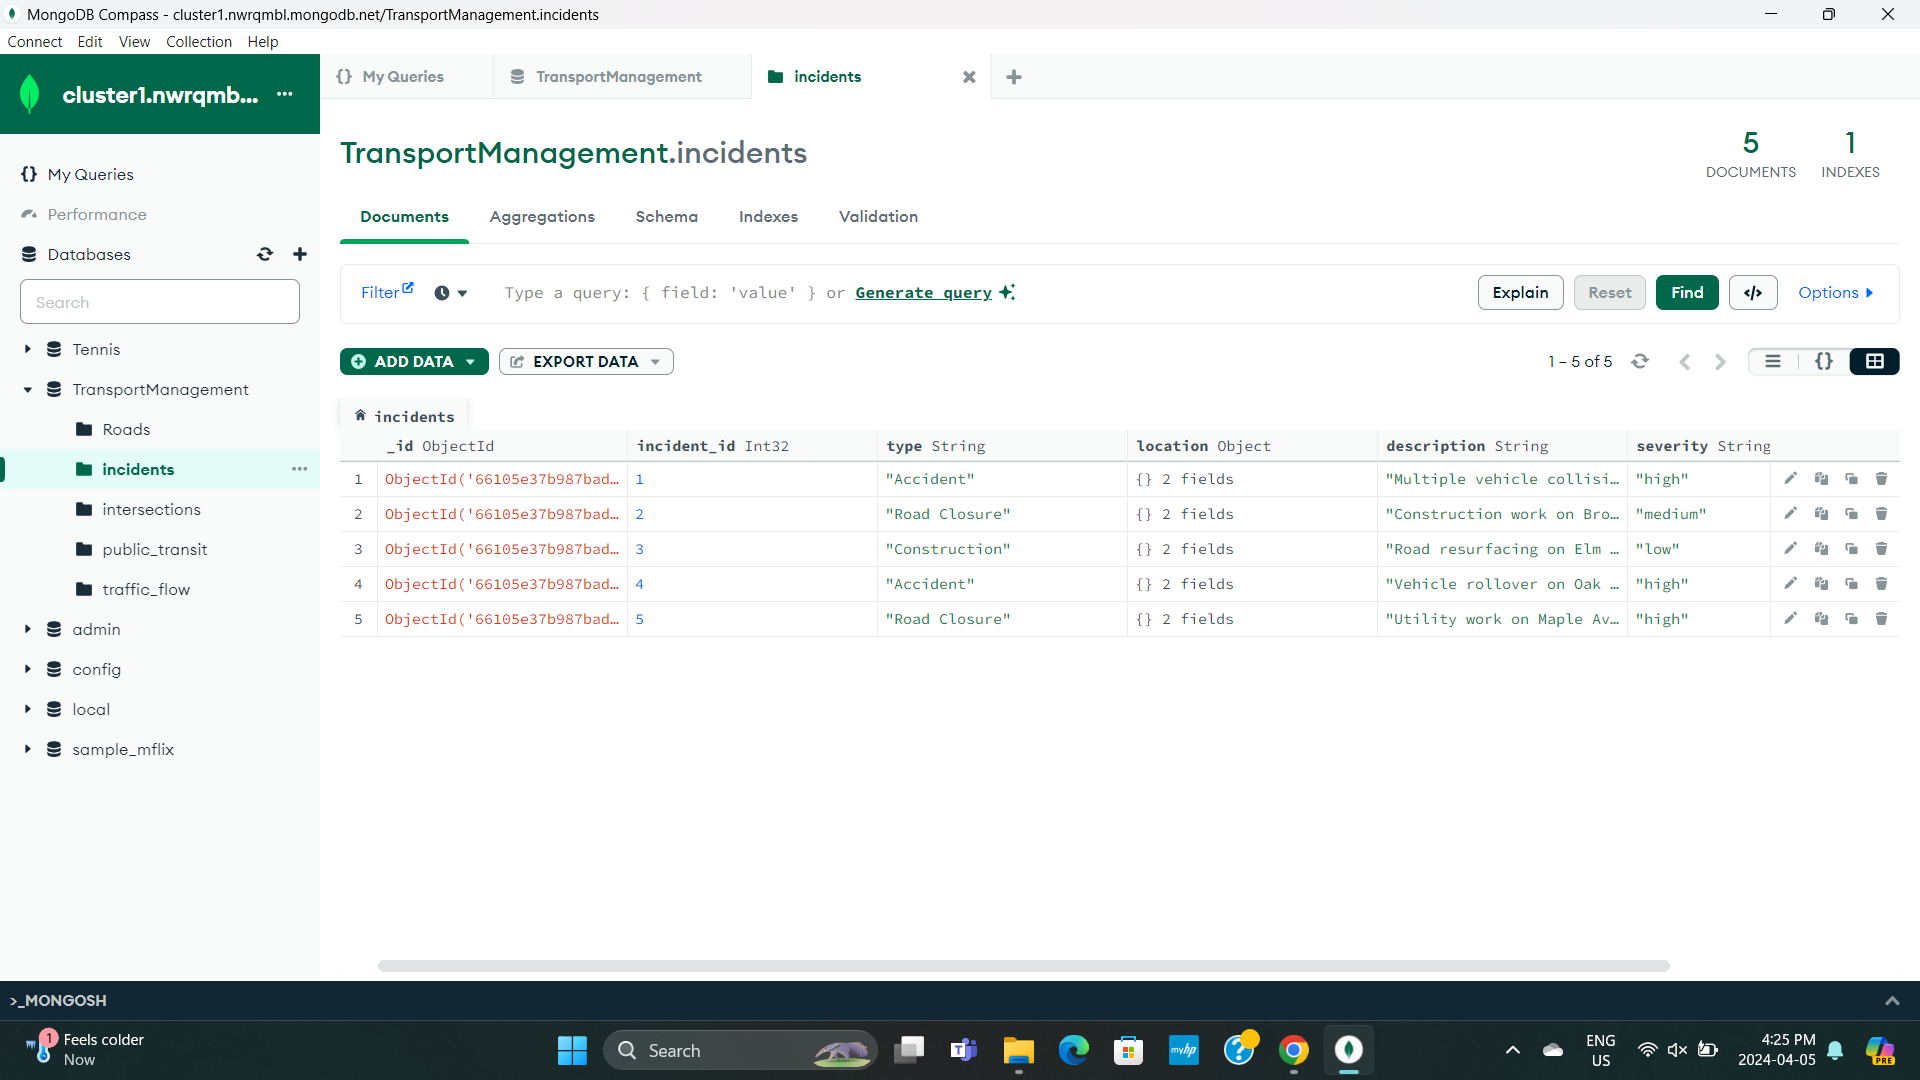 MongoDB Compass - cluster1.nwrqmbl.mongodb.net/TransportManagement.incidents
Connect Edit View Collection Help
cluster1.nwrqmb... ...
{} My Queries
TransportManagement
incidents
TransportManagement.incidents
5 DOCUMENTS
1 INDEXES
{} My Queries
Performance
Databases
Search
Tennis
TransportManagement
Roads
incidents ...
intersections
public_transit
traffic_flow
admin
config
local
sample_mflix
Documents Aggregations Schema Indexes Validation
Filter Type a query: { field: 'value' } or Generate query Explain Reset Find </> Options
ADD DATA EXPORT DATA 1 – 5 of 5 {}
incidents
_id ObjectId incident_id Int32 type String location Object description String severity String
1 ObjectId('66105e37b987bad… 1 "Accident" {} 2 fields "Multiple vehicle collisi… "high"
2 ObjectId('66105e37b987bad… 2 "Road Closure" {} 2 fields "Construction work on Bro… "medium"
3 ObjectId('66105e37b987bad… 3 "Construction" {} 2 fields "Road resurfacing on Elm … "low"
4 ObjectId('66105e37b987bad… 4 "Accident" {} 2 fields "Vehicle rollover on Oak … "high"
5 ObjectId('66105e37b987bad… 5 "Road Closure" {} 2 fields "Utility work on Maple Av… "high"
>_MONGOSH
1 Feels colder
Now
Search
myhp
ENG
US
4:25 PM
2024-04-05
PRE